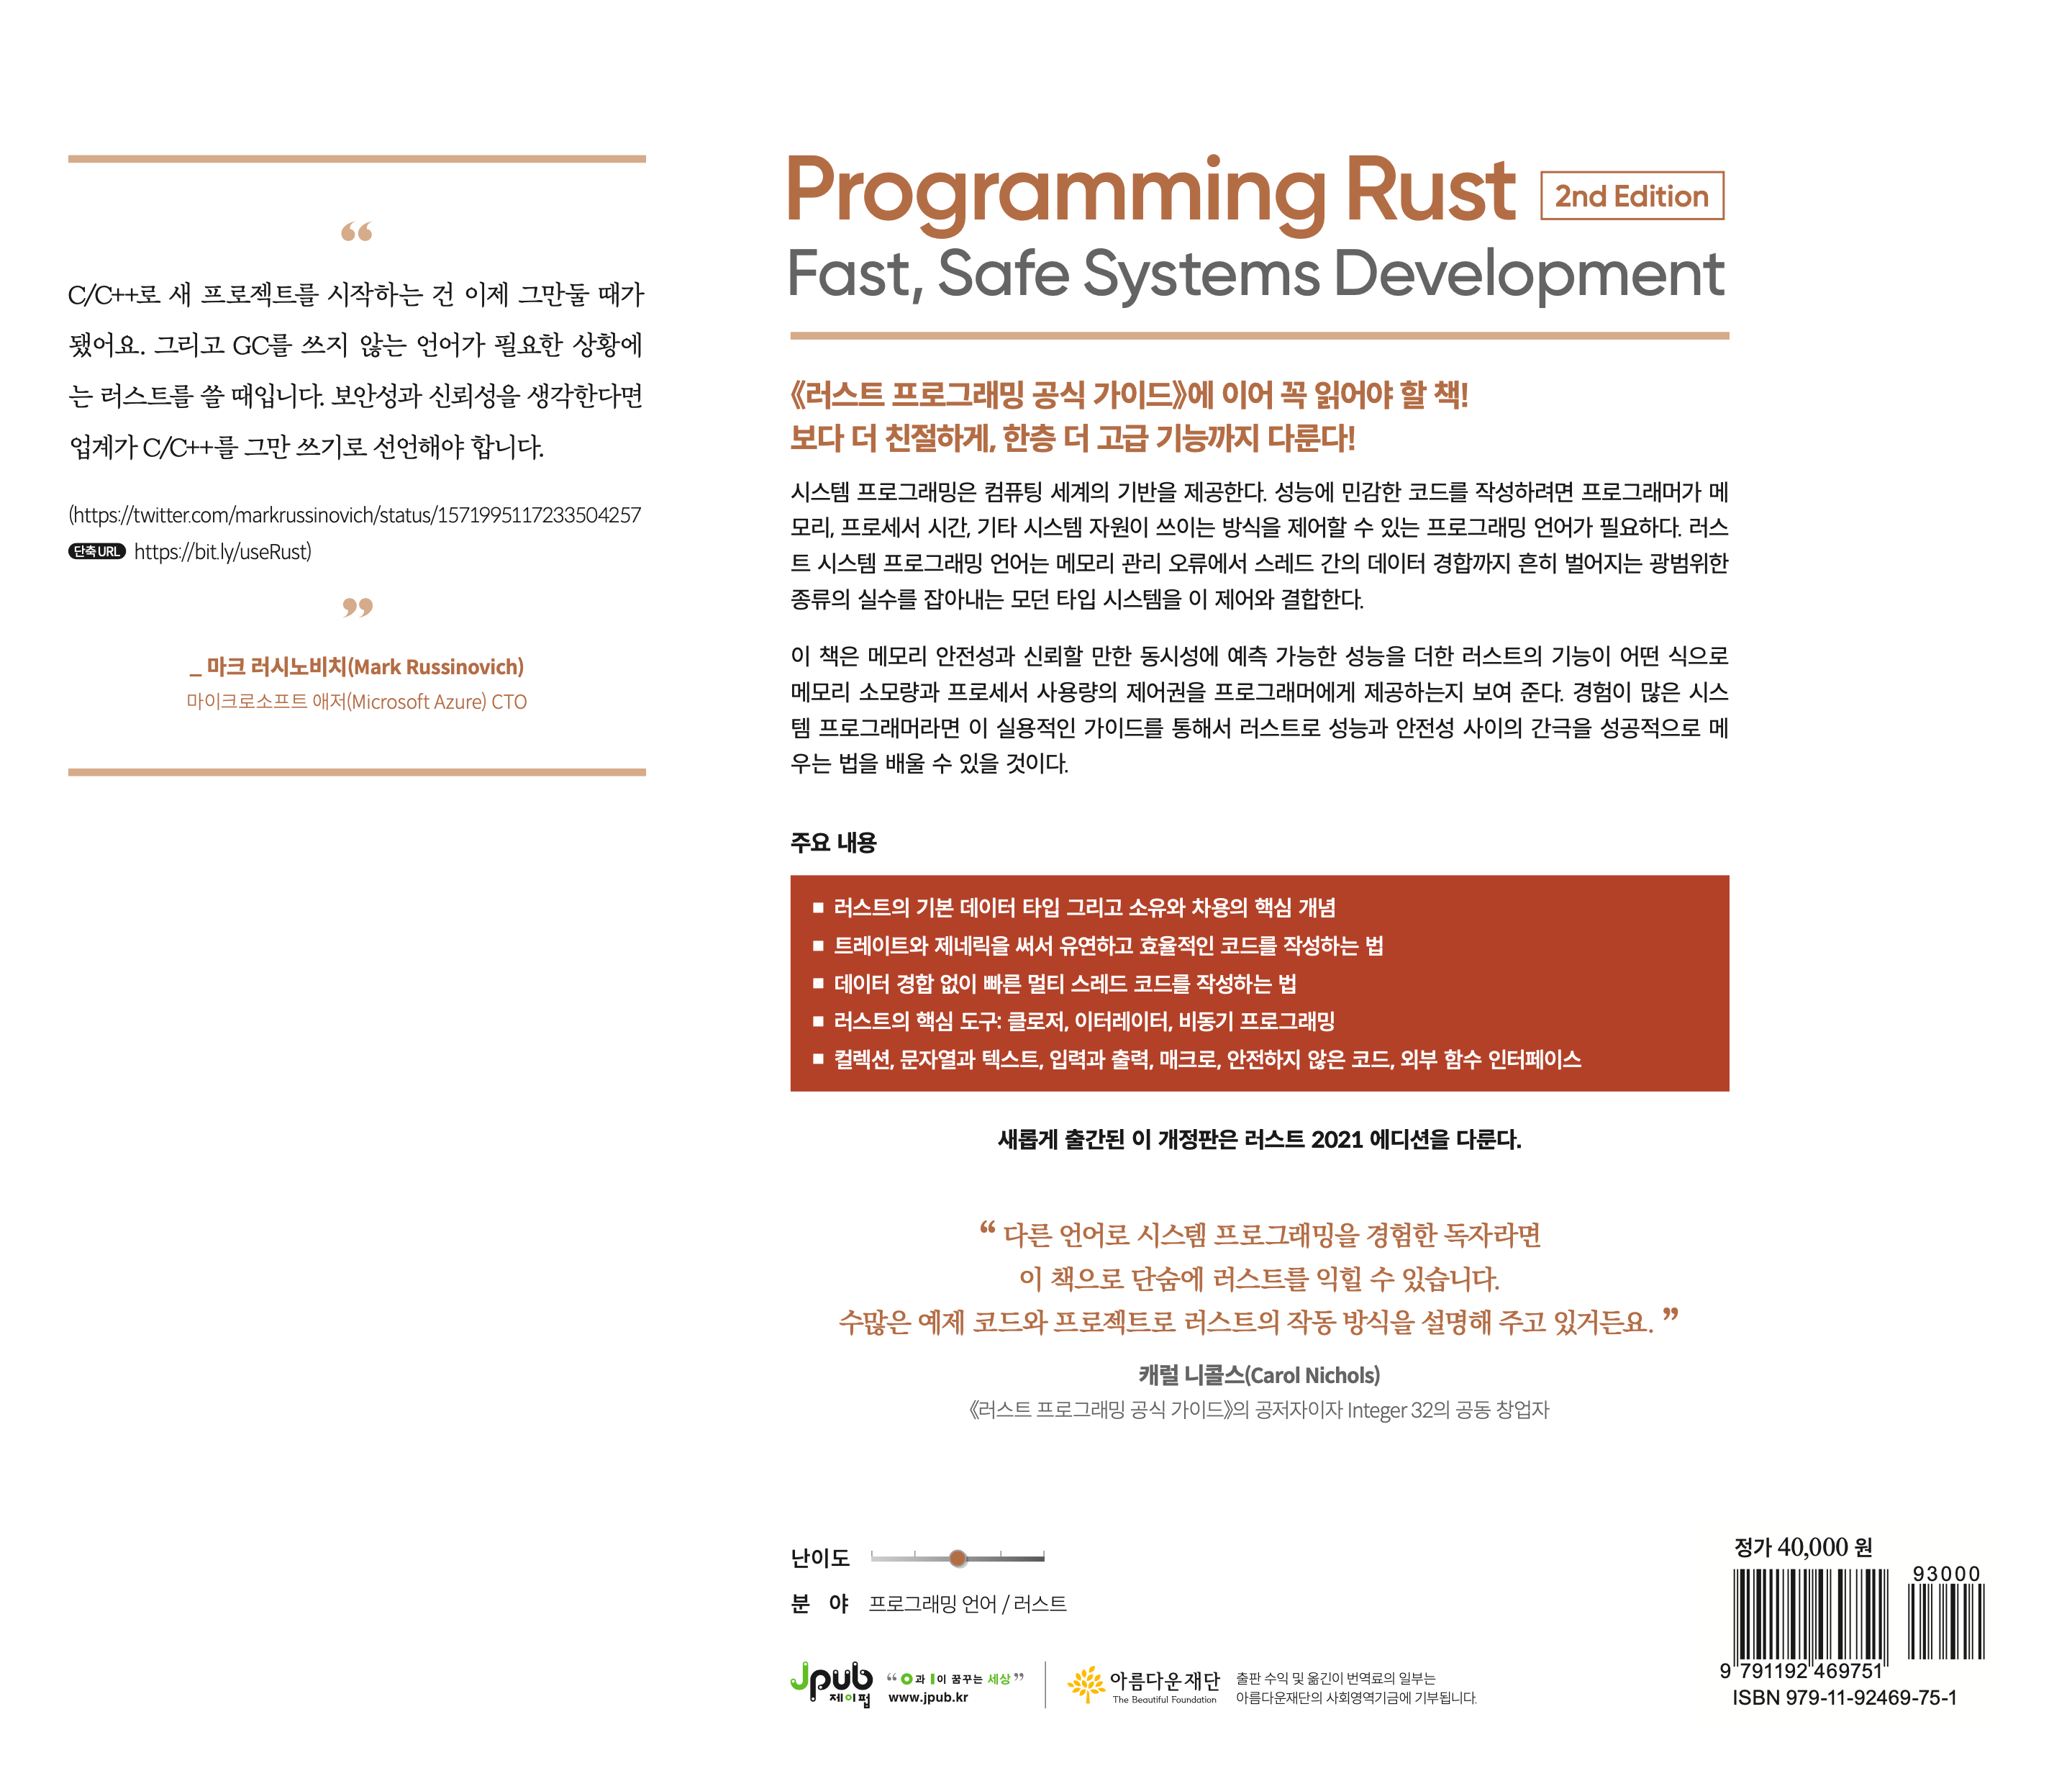 “
C/C++로 새 프로젝트를 시작하는 건 이제 그만둘 때가
됐어요. 그리고 GC를 쓰지 않는 언어가 필요한 상황에
는 러스트를 쓸 때입니다. 보안성과 신뢰성을 생각한다면
업계가 C/C++를 그만 쓰기로 선언해야 합니다.
(https://twitter.com/markrussinovich/status/1571995117233504257
단축 URL https://bit.ly/useRust)
”
_ 마크 러시노비치(Mark Russinovich)
마이크로소프트 애저(Microsoft Azure) CTO
Programming Rust 2nd Edition
Fast, Safe Systems Development
《러스트 프로그래밍 공식 가이드》에 이어 꼭 읽어야 할 책!
보다 더 친절하게, 한층 더 고급 기능까지 다룬다!
시스템 프로그래밍은 컴퓨팅 세계의 기반을 제공한다. 성능에 민감한 코드를 작성하려면 프로그래머가 메
모리, 프로세서 시간, 기타 시스템 자원이 쓰이는 방식을 제어할 수 있는 프로그래밍 언어가 필요하다. 러스
트 시스템 프로그래밍 언어는 메모리 관리 오류에서 스레드 간의 데이터 경합까지 흔히 벌어지는 광범위한
종류의 실수를 잡아내는 모던 타입 시스템을 이 제어와 결합한다.
이 책은 메모리 안전성과 신뢰할 만한 동시성에 예측 가능한 성능을 더한 러스트의 기능이 어떤 식으로
메모리 소모량과 프로세서 사용량의 제어권을 프로그래머에게 제공하는지 보여 준다. 경험이 많은 시스
템 프로그래머라면 이 실용적인 가이드를 통해서 러스트로 성능과 안전성 사이의 간극을 성공적으로 메
우는 법을 배울 수 있을 것이다.
주요 내용
■ 러스트의 기본 데이터 타입 그리고 소유와 차용의 핵심 개념
■ 트레이트와 제네릭을 써서 유연하고 효율적인 코드를 작성하는 법
■ 데이터 경합 없이 빠른 멀티 스레드 코드를 작성하는 법
■ 러스트의 핵심 도구: 클로저, 이터레이터, 비동기 프로그래밍
■ 컬렉션, 문자열과 텍스트, 입력과 출력, 매크로, 안전하지 않은 코드, 외부 함수 인터페이스
새롭게 출간된 이 개정판은 러스트 2021 에디션을 다룬다.
“ 다른 언어로 시스템 프로그래밍을 경험한 독자라면
이 책으로 단숨에 러스트를 익힐 수 있습니다.
수많은 예제 코드와 프로젝트로 러스트의 작동 방식을 설명해 주고 있거든요. ”
캐럴 니콜스(Carol Nichols)
《러스트 프로그래밍 공식 가이드》의 공저자이자 Integer 32의 공동 창업자
난이도
분 야 프로그래밍 언어 / 러스트
Jpub 제이펍
“ O과 I이 꿈꾸는 세상 ”
www.jpub.kr
아름다운재단
The Beautiful Foundation
출판 수익 및 옮긴이 번역료의 일부는
아름다운재단의 사회영역기금에 기부됩니다.
정가 40,000 원
93000
9 791192 469751
ISBN 979-11-92469-75-1